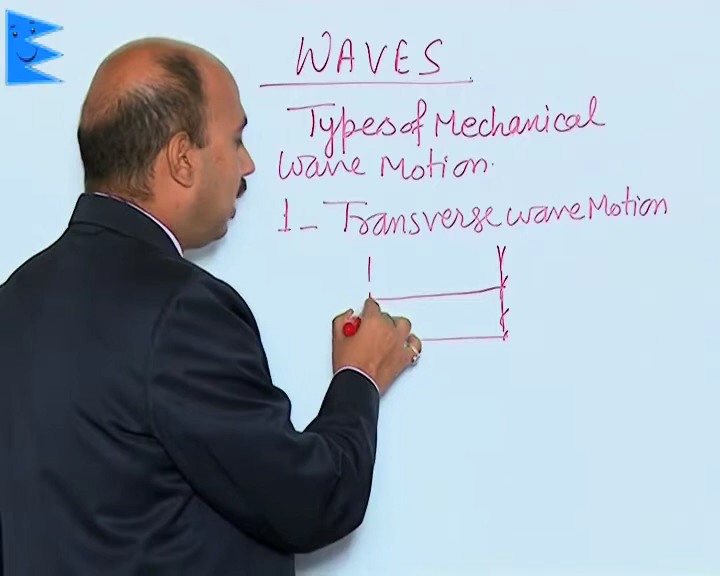 WAVES
Types of Mechanical
wave Motion.
1- Transverse wave Motion